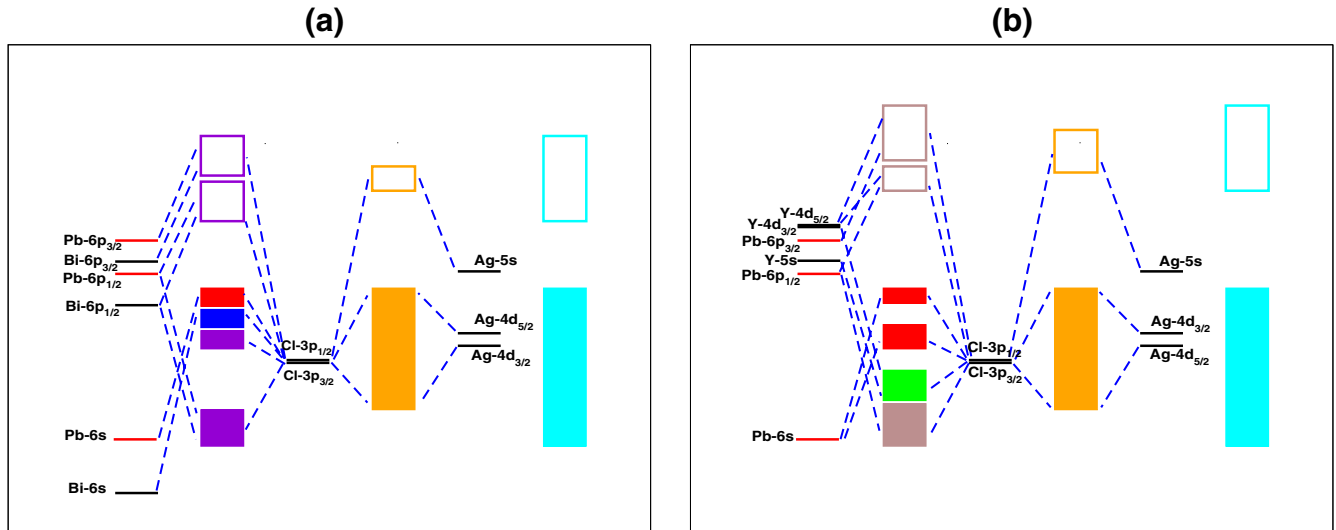 (a)
Pb-6p3/2
Bi-6p3/2
Pb-6p1/2
Bi-6p1/2
Pb-6s
Bi-6s
Cl-3p1/2
Cl-3p3/2
Ag-5s
Ag-4d5/2
Ag-4d3/2
(b)
Y-4d5/2
Y-4d3/2
Pb-6p3/2
Y-5s
Pb-6p1/2
Pb-6s
Cl-3p1/2
Cl-3p3/2
Ag-5s
Ag-4d3/2
Ag-4d5/2